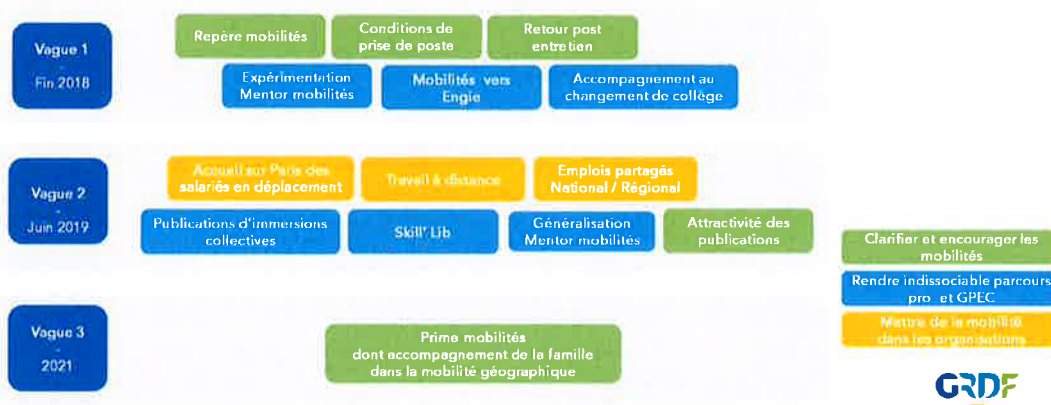 Vague 1
-
Fin 2018
Repère mobilités
Conditions de
prise de poste
Retour post
entretien
Expérimentation
Mentor mobilités
Mobilités vers
Engie
Accompagnement au
changement de collège
Vague 2
-
Juin 2019
Accueil sur Paris des
salariés en déplacement
Travail à distance
Emplois partagés
National / Régional
Publications d'immersions
collectives
Skill' Lib
Généralisation
Mentor mobilités
Attractivité des
publications
Vague 3
-
2021
Prime mobilités
dont accompagnement de la famille
dans la mobilité géographique
Clarifier et encourager les
mobilités
Rendre indissociable parcours
pro et GPEC
Mettre de la mobilité
dans les organisations
GRDF